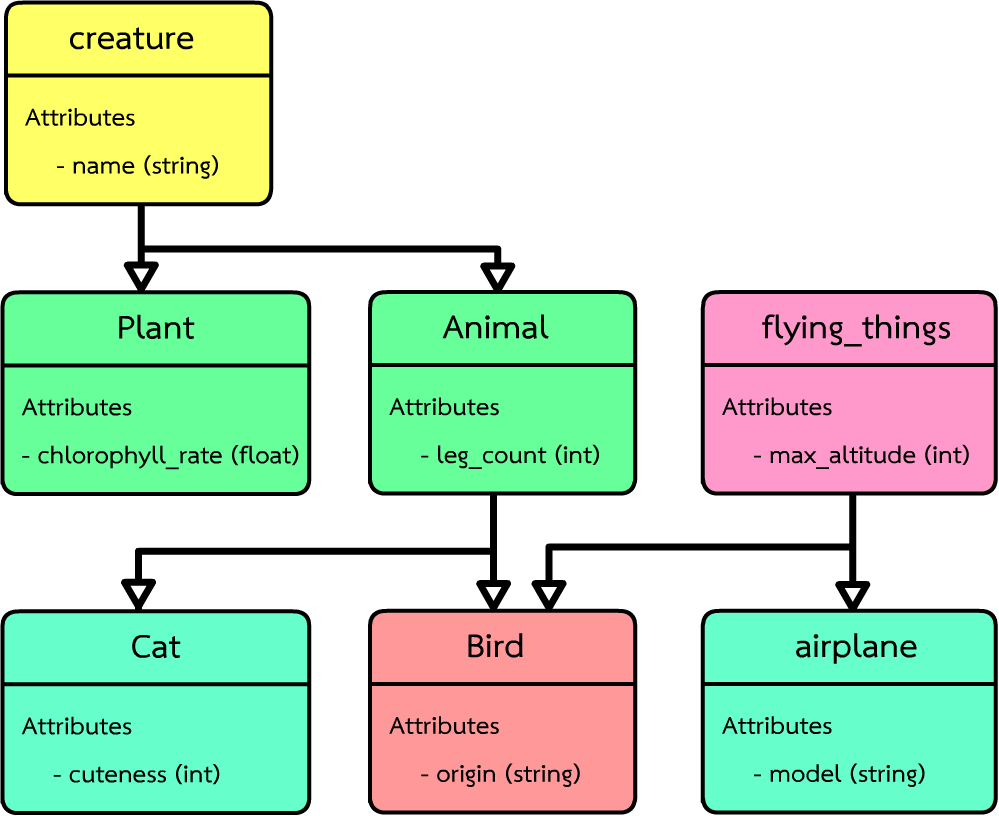 creature
Attributes
- name (string)
Plant
Attributes
- chlorophyll_rate (float)
Animal
Attributes
- leg_count (int)
flying_things
Attributes
- max_altitude (int)
Cat
Attributes
- cuteness (int)
Bird
Attributes
- origin (string)
airplane
Attributes
- model (string)